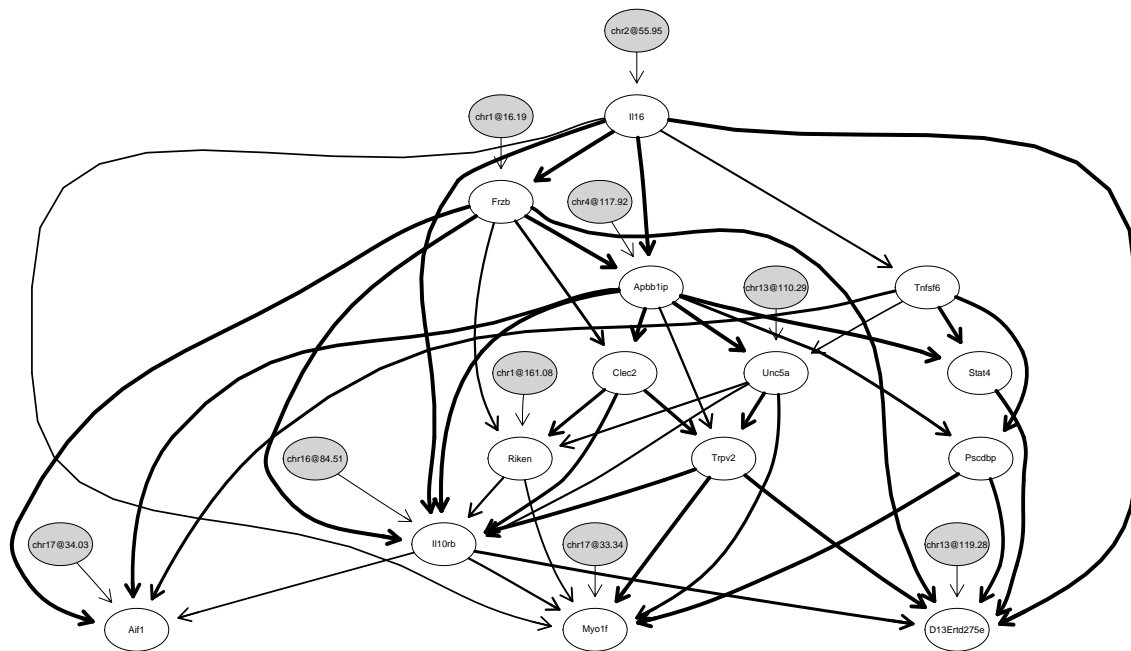 chr2@55.95
chr1@16.19
Il16
Frzb
chr4@117.92
Apbb1ip
chr13@110.29
Tnfsf6
chr1@161.08
Clec2
Unc5a
Stat4
chr16@84.51
Riken
Trpv2
Pscdbp
chr17@34.03
Il10rb
chr17@33.34
chr13@119.28
Aif1
Myo1f
D13Ertd275e